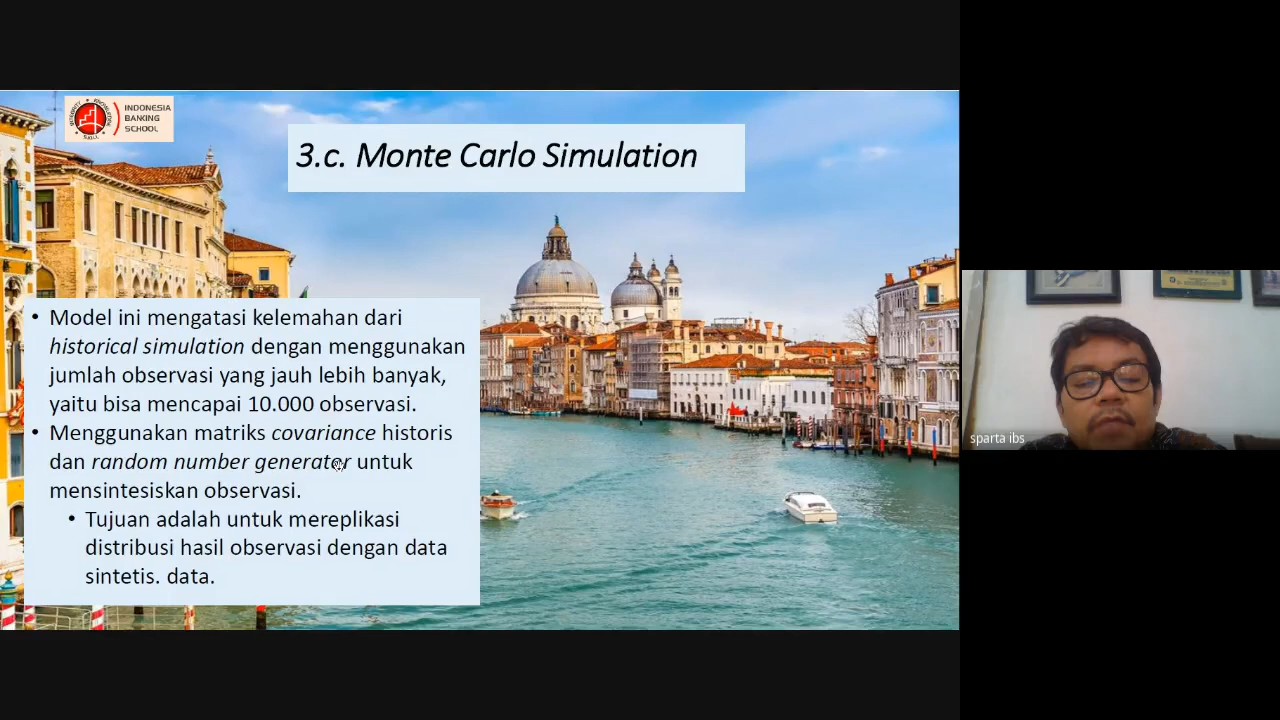 INDONESIA
BANKING
SCHOOL
3.c. Monte Carlo Simulation
• Model ini mengatasi kelemahan dari
historical simulation dengan menggunakan
jumlah observasi yang jauh lebih banyak,
yaitu bisa mencapai 10.000 observasi.
• Menggunakan matriks covariance historis
dan random number generator untuk
mensintesiskan observasi.
• Tujuan adalah untuk mereplikasi
distribusi hasil observasi dengan data
sintetis. data.
sparta ibs